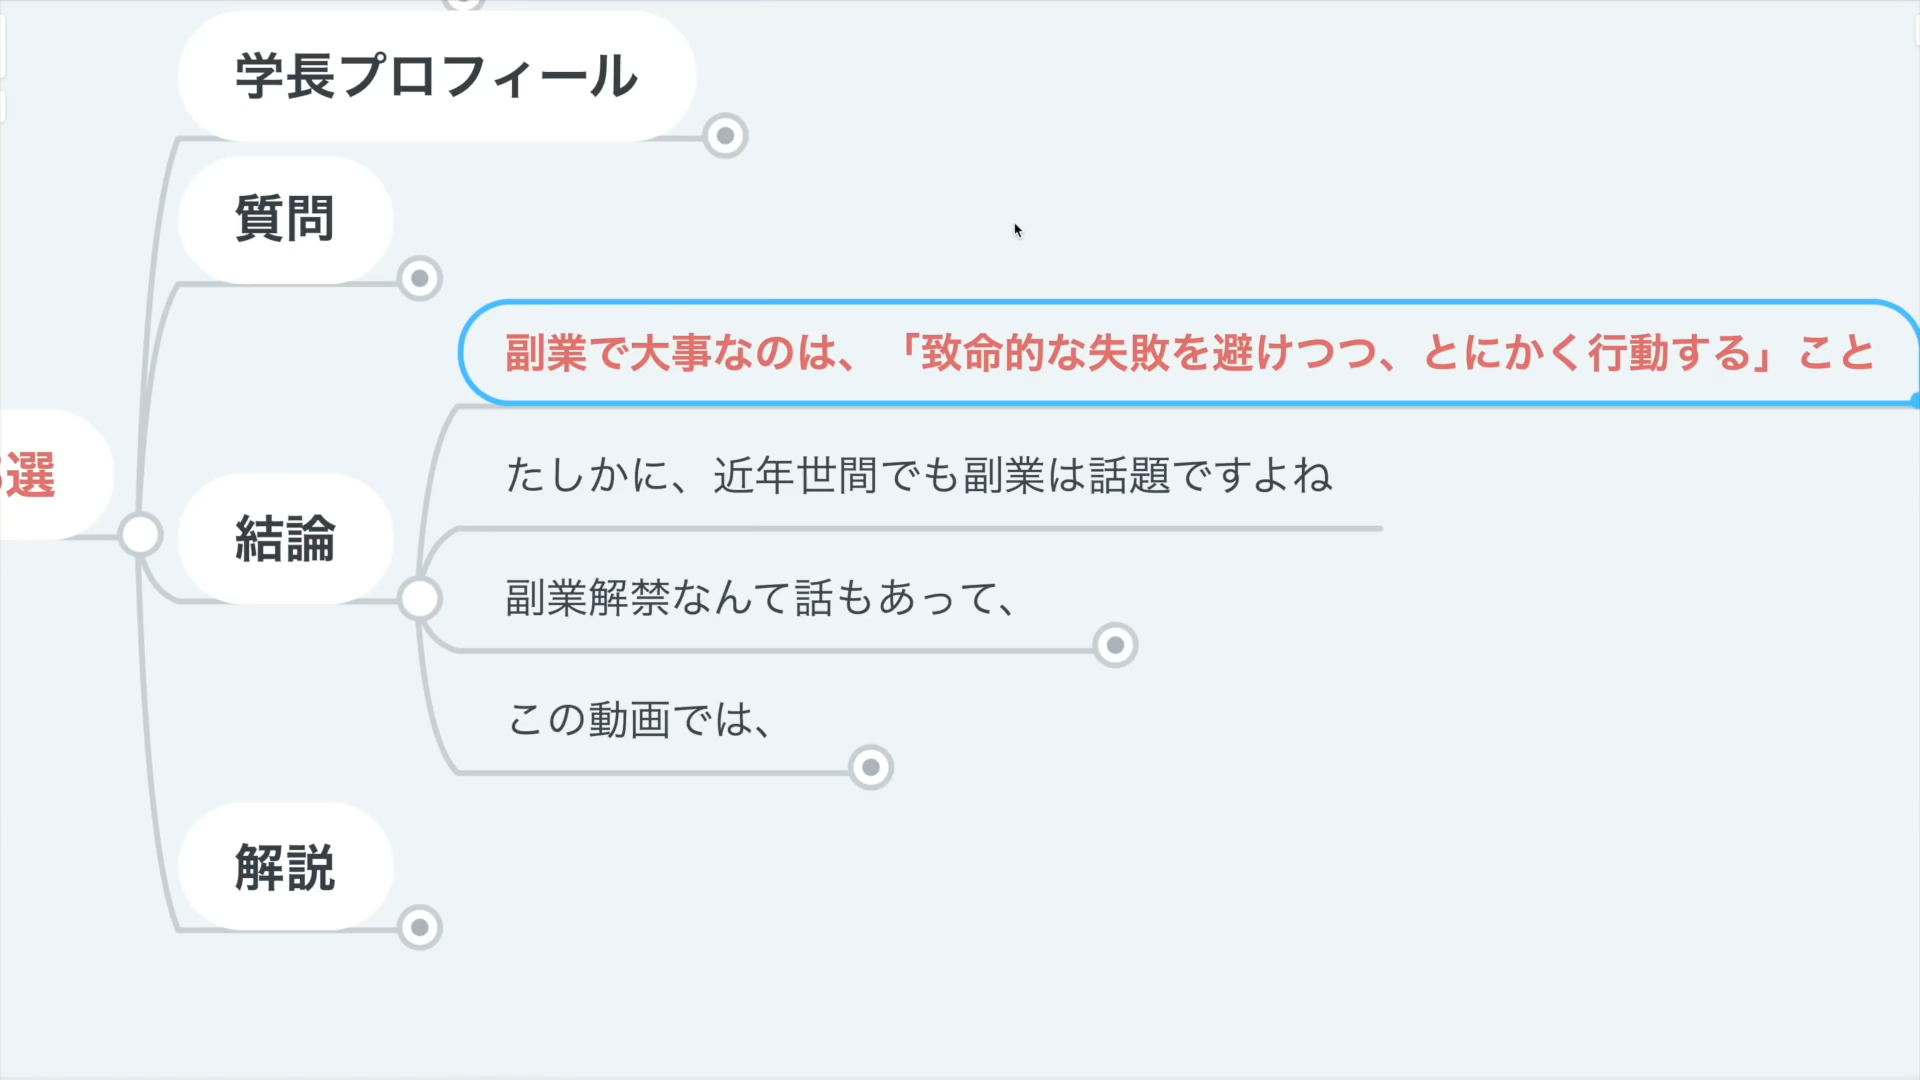 学長プロフィール
質問
副業で大事なのは、「致命的な失敗を避けつつ、とにかく行動する」こと
たしかに、近年世間でも副業は話題ですよね
選
結論
副業解禁なんて話もあって、
この動画では、
解説